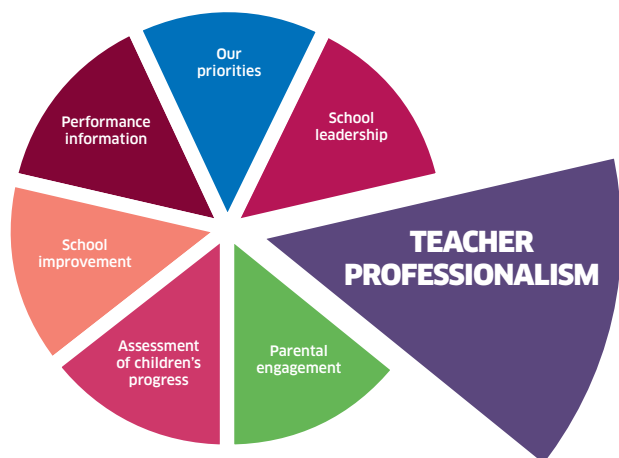 Our
priorities
School
leadership
TEACHER
PROFESSIONALISM
Parental
engagement
Assessment
of children’s
progress
School
improvement
Performance
information